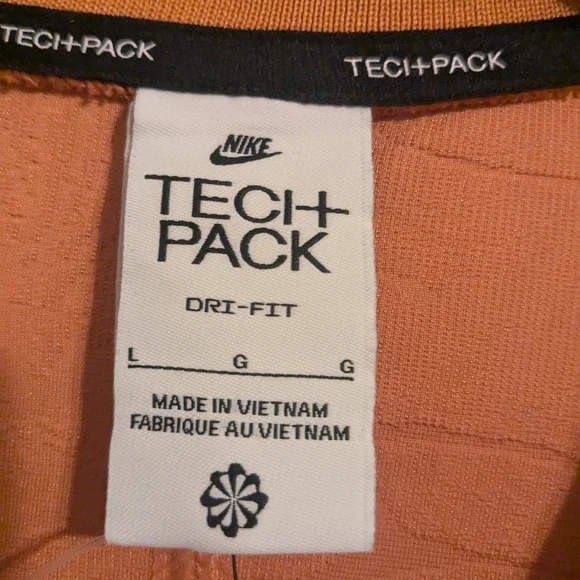 TECH+PACK
TECH+PACK
NIKE
TECH+
PACK
DRI-FIT
L G G
MADE IN VIETNAM
FABRIQUE AU VIETNAM